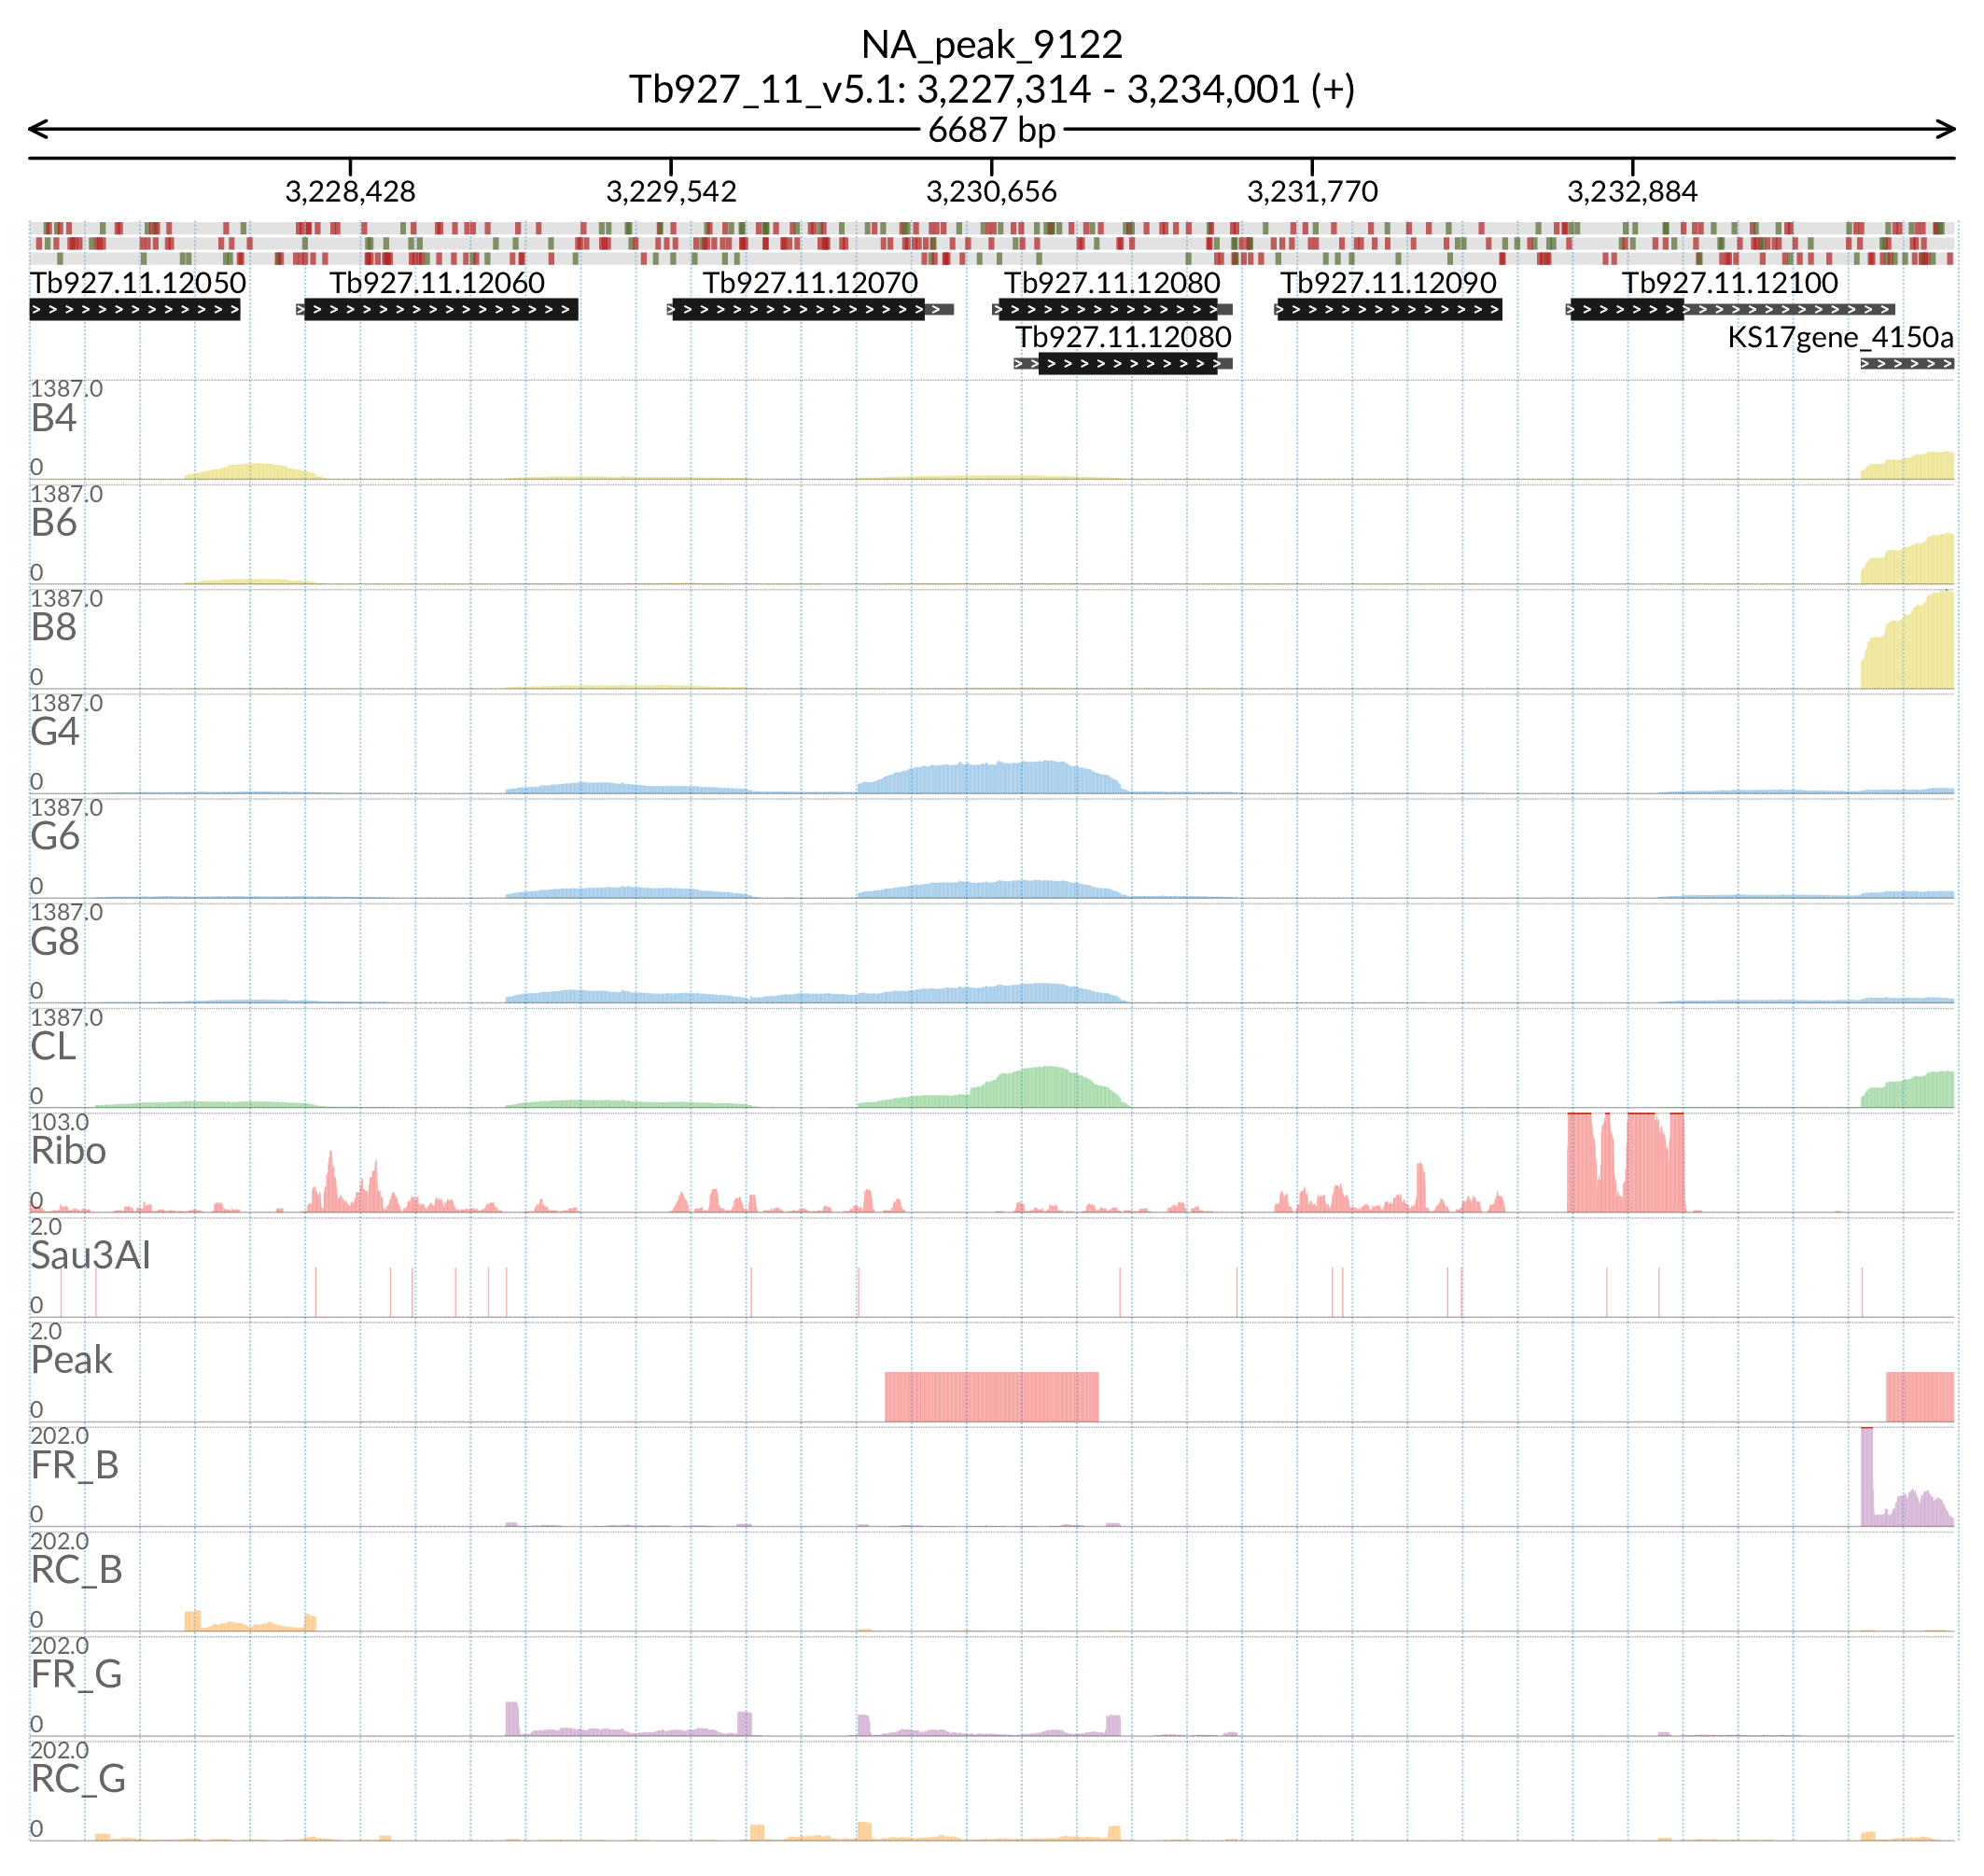 NA_peak_9122
Tb927_11_v5.1: 3,227,314 - 3,234,001 (+)
6687 bp
3,228,428 3,229,542 3,230,656 3,231,770 3,232,884
Tb927.11.12050 Tb927.11.12060 Tb927.11.12070 Tb927.11.12080 Tb927.11.12090 Tb927.11.12100
Tb927.11.12080 KS17gene_4150a
1387.0
B4
0
1387.0
B6
0
1387.0
B8
0
1387.0
G4
0
1387.0
G6
0
1387.0
G8
0
1387.0
CL
0
103.0
Ribo
0
2.0
Sau3AI
0
2.0
Peak
0
202.0
FR_B
0
202.0
RC_B
0
202.0
FR_G
0
202.0
RC_G
0